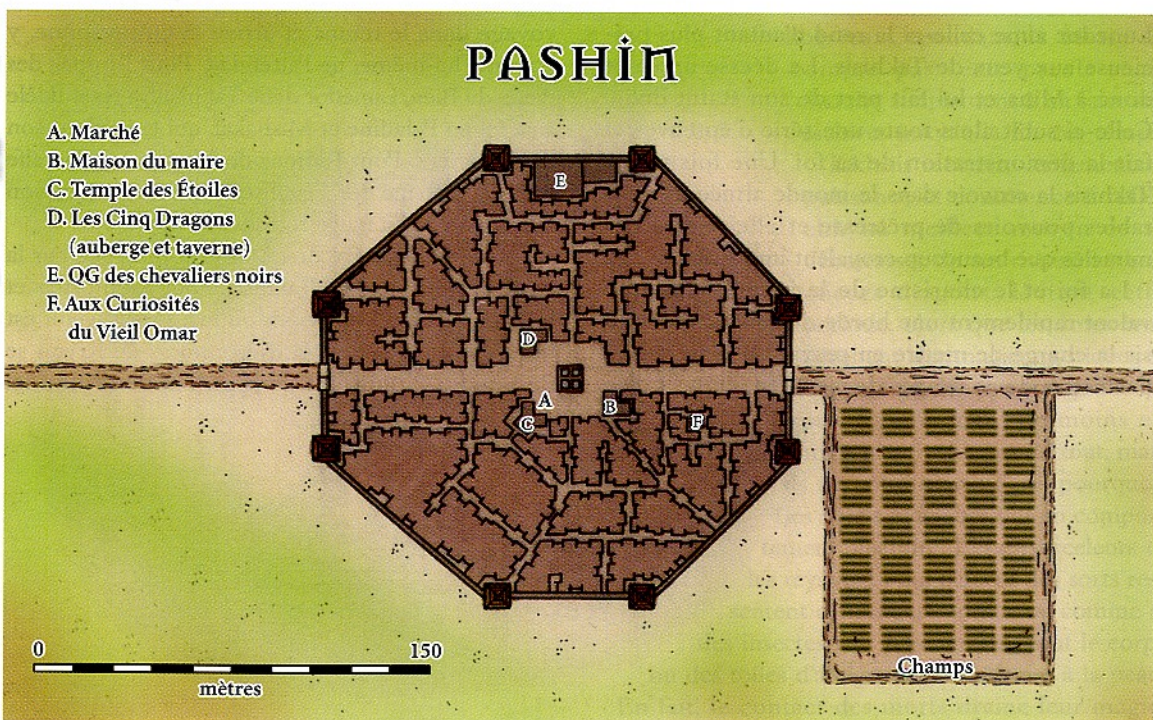 PASHIN
A. Marché
B. Maison du maire
C. Temple des Étoiles
D. Les Cinq Dragons
(auberge et taverne)
E. QG des chevaliers noirs
F. Aux Curiosités
du Vieil Omar
E
D
A
B
C
F
0 150
mètres
Champs